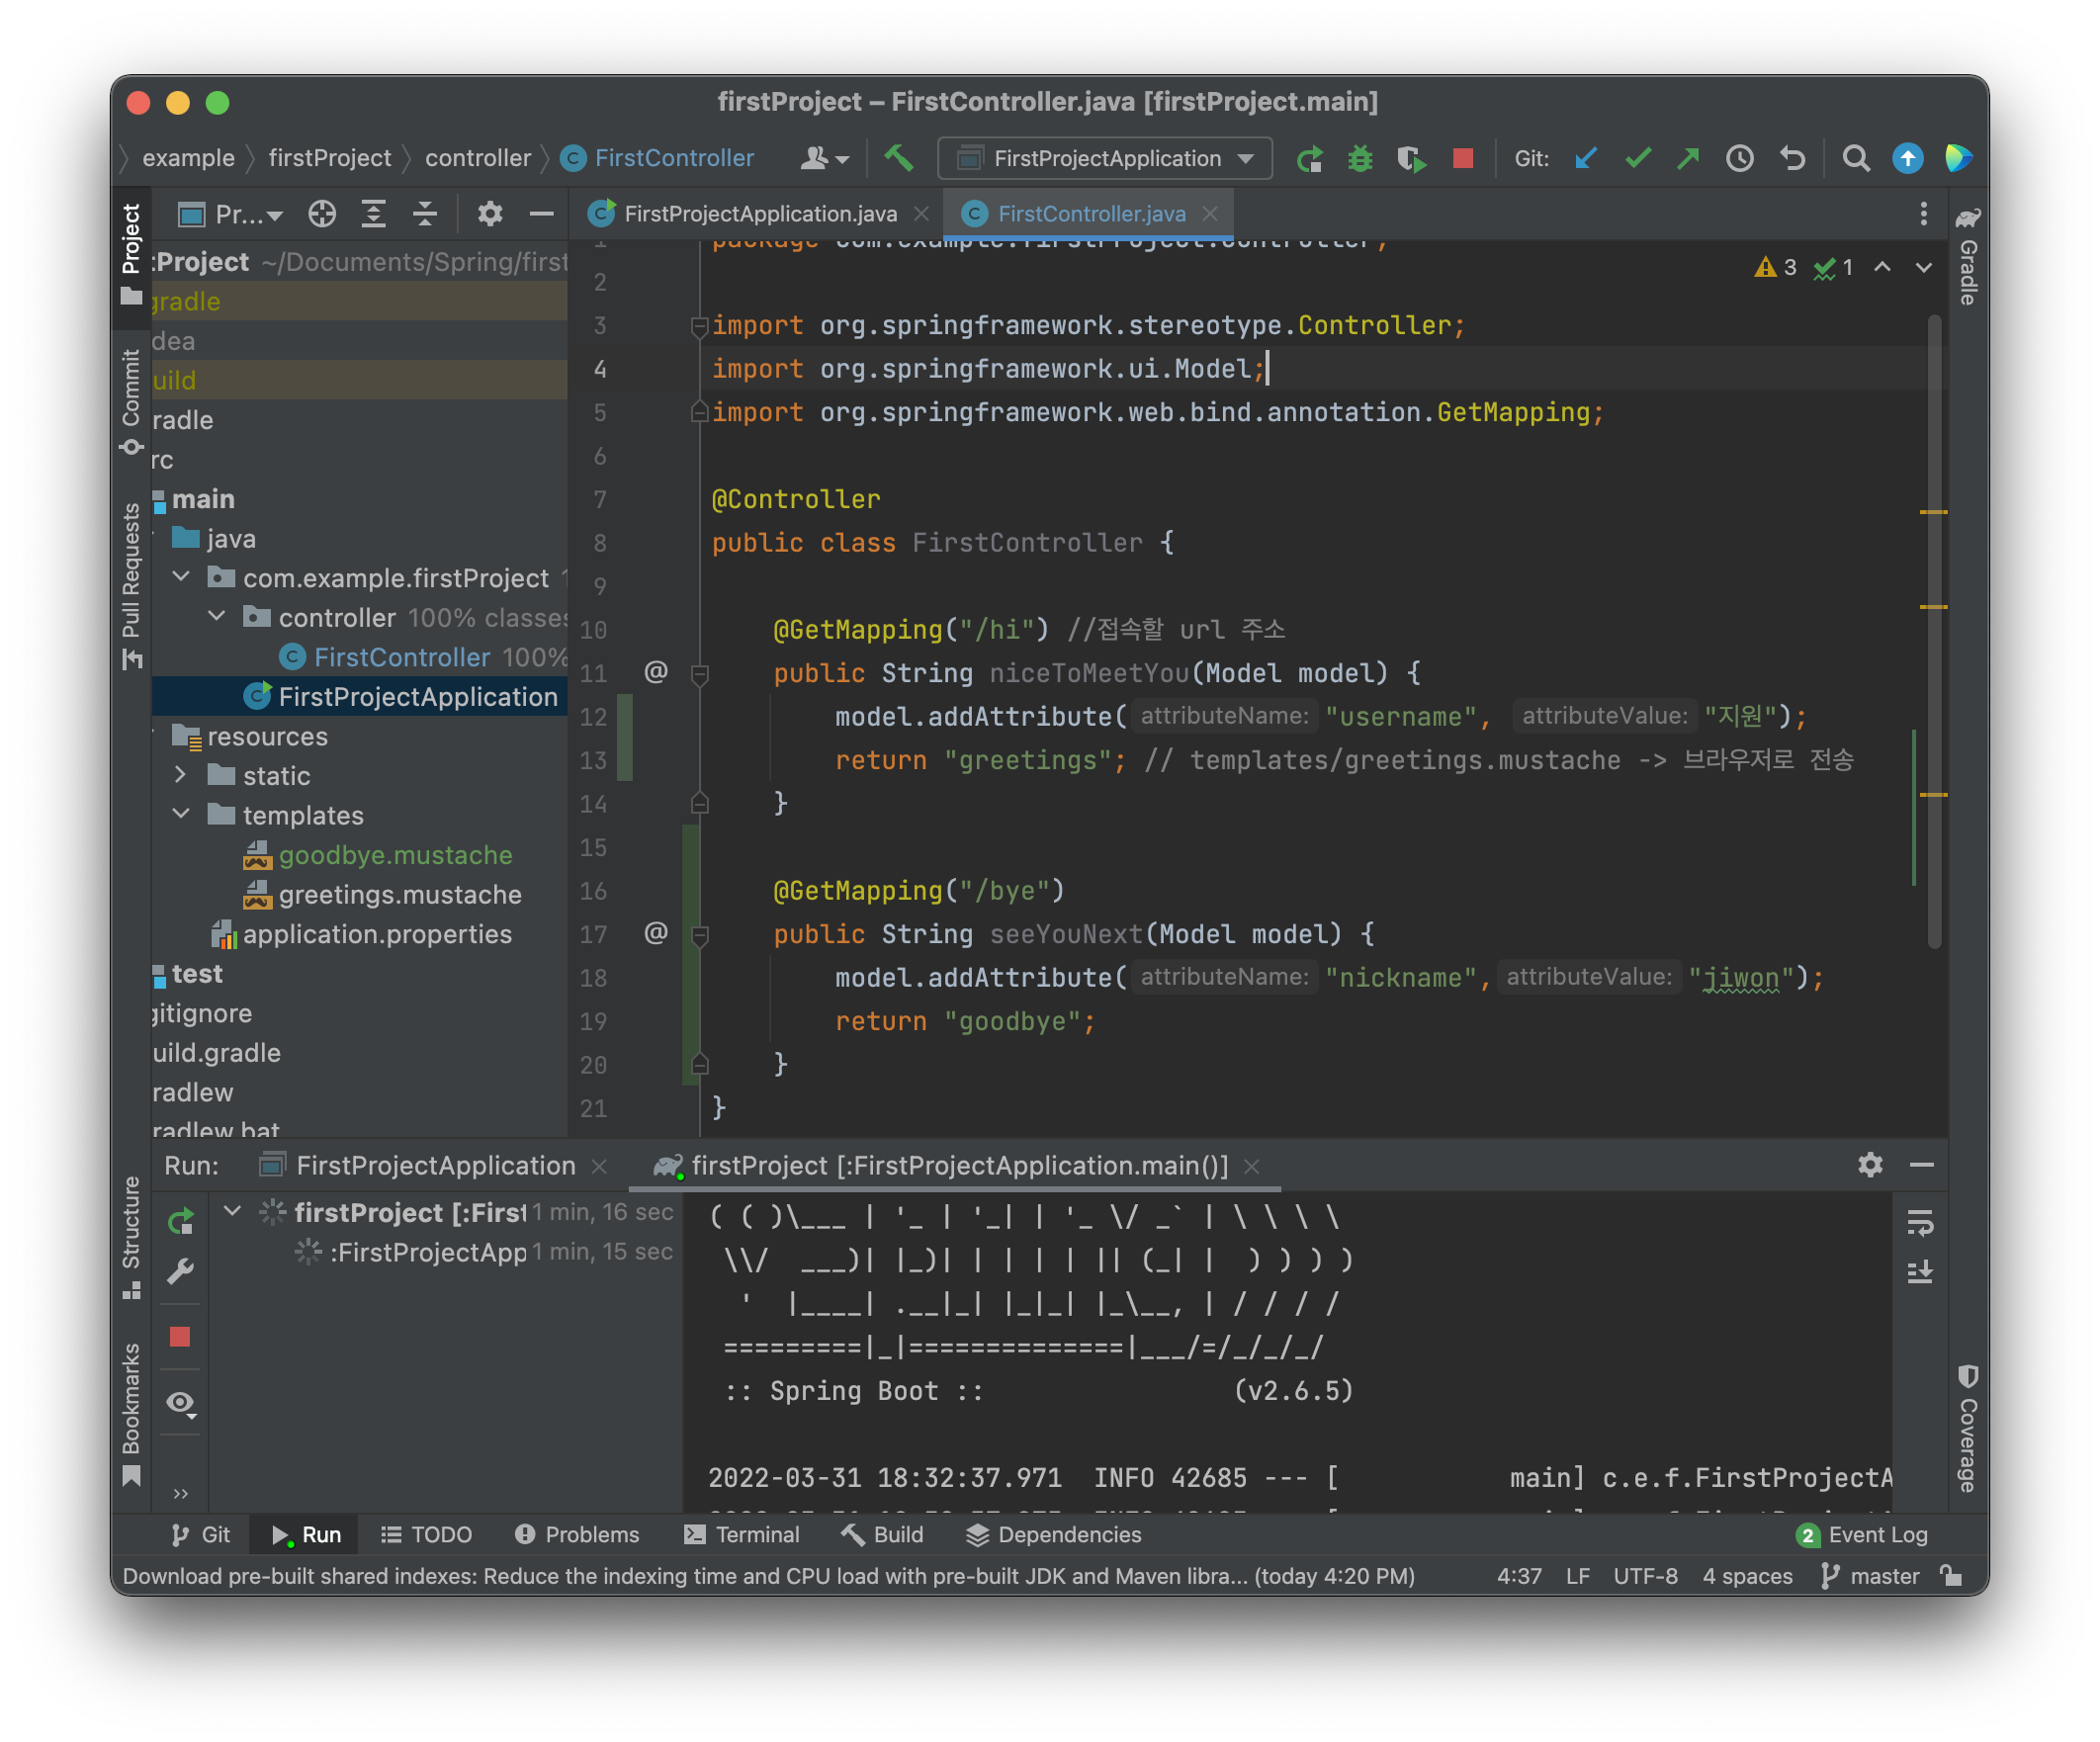 firstProject – FirstController.java [firstProject.main]
example firstProject controller FirstController FirstProjectApplication Git:
Project
Commit
Pull Requests
Structure
Bookmarks
Pr...
:Project ~/Documents/Spring/first
gradle
dea
uild
radle
rc
main
java
com.example.firstProject
controller 100% classes
FirstController 100%
FirstProjectApplication
resources
static
templates
goodbye.mustache
greetings.mustache
application.properties
test
gitignore
uild.gradle
radlew
radlew.bat
FirstProjectApplication.java FirstController.java
3 1
1 package com.example.firstProject.controller;
2
3 import org.springframework.stereotype.Controller;
4 import org.springframework.ui.Model;
5 import org.springframework.web.bind.annotation.GetMapping;
6
7 @Controller
8 public class FirstController {
9
10 @GetMapping("/hi") //접속할 url 주소
11 @ public String niceToMeetYou(Model model) {
12 model.addAttribute( attributeName: "username", attributeValue: "지원");
13 return "greetings"; // templates/greetings.mustache -> 브라우저로 전송
14 }
15
16 @GetMapping("/bye")
17 @ public String seeYouNext(Model model) {
18 model.addAttribute( attributeName: "nickname", attributeValue: "jiwon");
19 return "goodbye";
20 }
21 }
Gradle
Coverage
Run: FirstProjectApplication firstProject [:FirstProjectApplication.main()]
firstProject [:First 1 min, 16 sec
:FirstProjectApp 1 min, 15 sec
( ( )\___ | '_ | '_| | '_ \/ _` | \ \ \ \
\\/  ___)| |_)| | | | | || (_| |  ) ) ) )
'  |____| .__|_| |_|_| |_\__, | / / / /
=========|_|==============|___/=/_/_/_/
:: Spring Boot :: (v2.6.5)
2022-03-31 18:32:37.971 INFO 42685 --- [ main] c.e.f.FirstProjectA
Git Run TODO Problems Terminal Build Dependencies 2 Event Log
Download pre-built shared indexes: Reduce the indexing time and CPU load with pre-built JDK and Maven libra... (today 4:20 PM) 4:37 LF UTF-8 4 spaces master